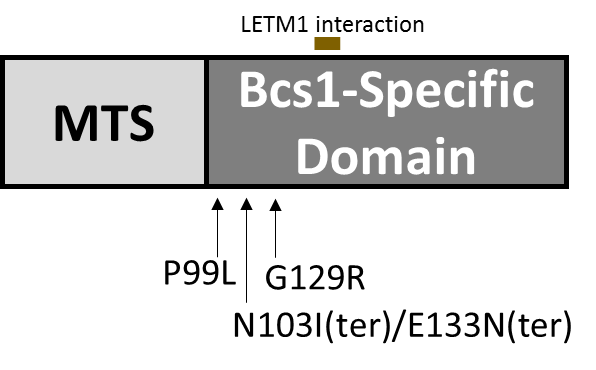 LETM1 interaction
MTS
Bcs1-Specific
Domain
P99L
G129R
N103I(ter)/E133N(ter)